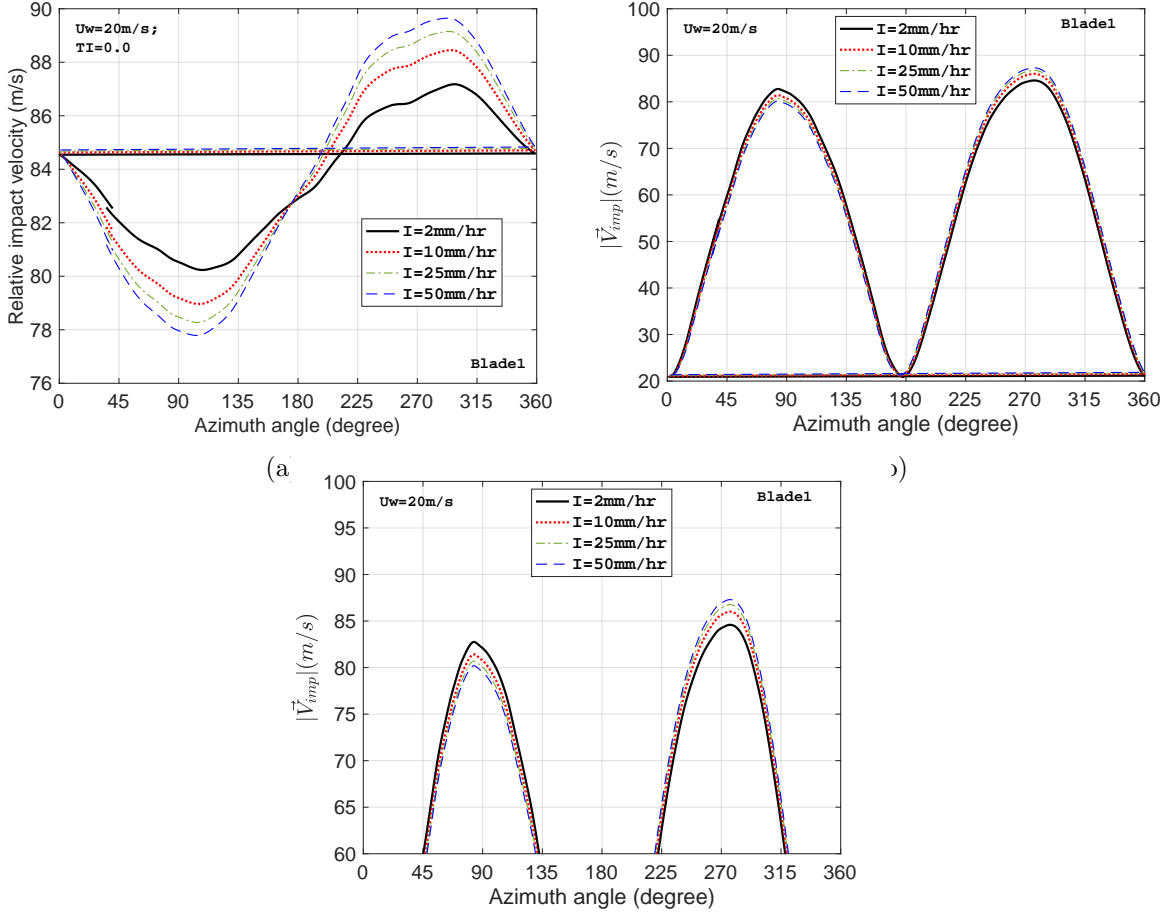 90
88
86
84
82
80
78
76
Relative impact velocity (m/s)
Uw=20m/s;
TI=0.0
I=2mm/hr
I=10mm/hr
I=25mm/hr
I=50mm/hr
Blade1
0 45 90 135 180 225 270 315 360
Azimuth angle (degree)
100
90
80
70
60
50
40
30
20
|V⃗imp|(m/s)
Uw=20m/s
I=2mm/hr
I=10mm/hr
I=25mm/hr
I=50mm/hr
Blade1
0 45 90 135 180 225 270 315 360
Azimuth angle (degree)
(a
)
100
95
90
85
80
75
70
65
60
|V⃗imp|(m/s)
Uw=20m/s
I=2mm/hr
I=10mm/hr
I=25mm/hr
I=50mm/hr
Blade1
0 45 90 135 180 225 270 315 360
Azimuth angle (degree)